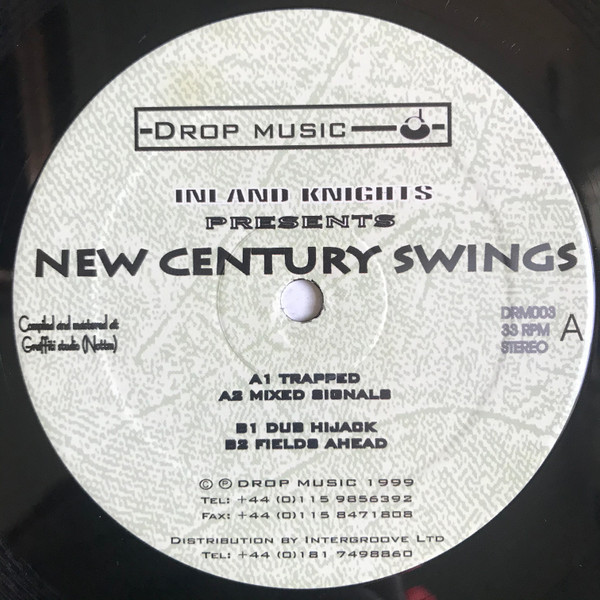 -DROP MUSIC-
INLAND KNIGHTS
PRESENTS
NEW CENTURY SWINGS
Compiled and mastered at
Graffiti studio (Notts)
DRM003
33 RPM
STEREO
A
A1 TRAPPED
A2 MIXED SIGNALS
B1 DUB HIJACK
B2 FIELDS AHEAD
© ℗ DROP MUSIC 1999
TEL: +44 (0)115 9856392
FAX: +44 (0)115 8471808
DISTRIBUTION BY INTERGROOVE LTD
TEL: +44 (0)181 7498860